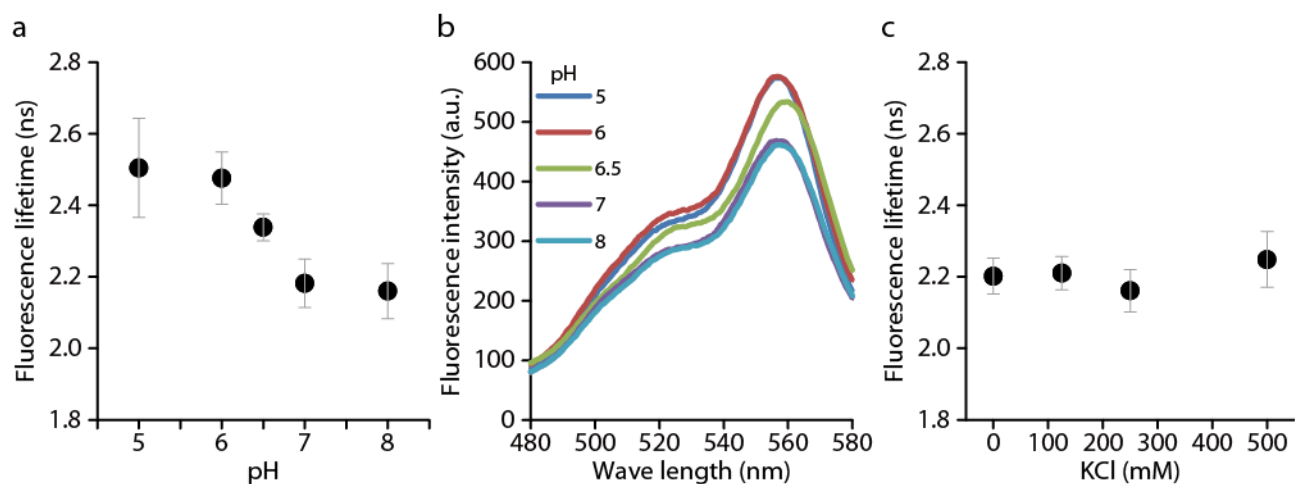 a
Fluorescence lifetime (ns)
2.8
2.6
2.4
2.2
2.0
1.8
5 6 7 8
pH
b
Fluorescence intensity (a.u.)
600
500
400
300
200
100
0
pH
5
6
6.5
7
8
480 500 520 540 560 580
Wave length (nm)
c
Fluorescence lifetime (ns)
2.8
2.6
2.4
2.2
2.0
1.8
0 100 200 300 400 500
KCl (mM)